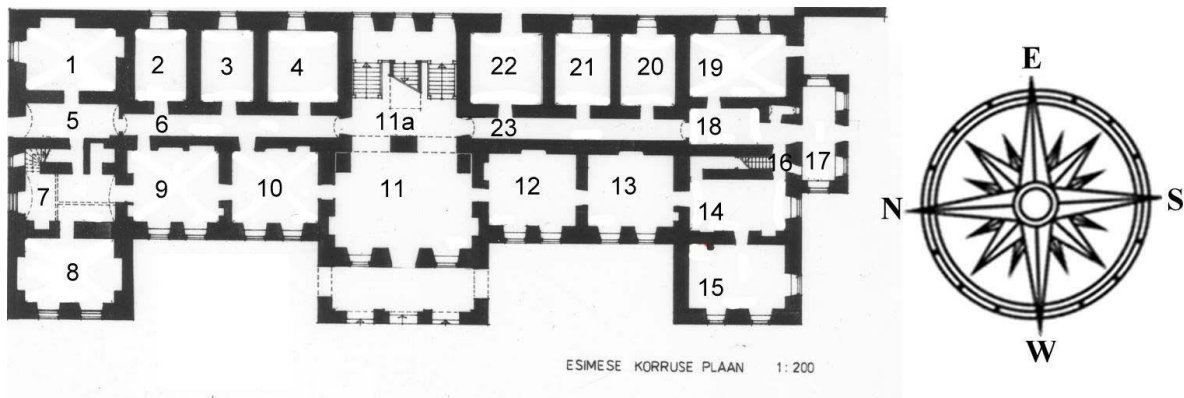 1 2 3 4 22 21 20 19
5 6 11a 23 18 16 17
7 9 10 11 12 13 14
8 15
ESIMESE KORRUSE PLAAN 1:200
E
N S
W